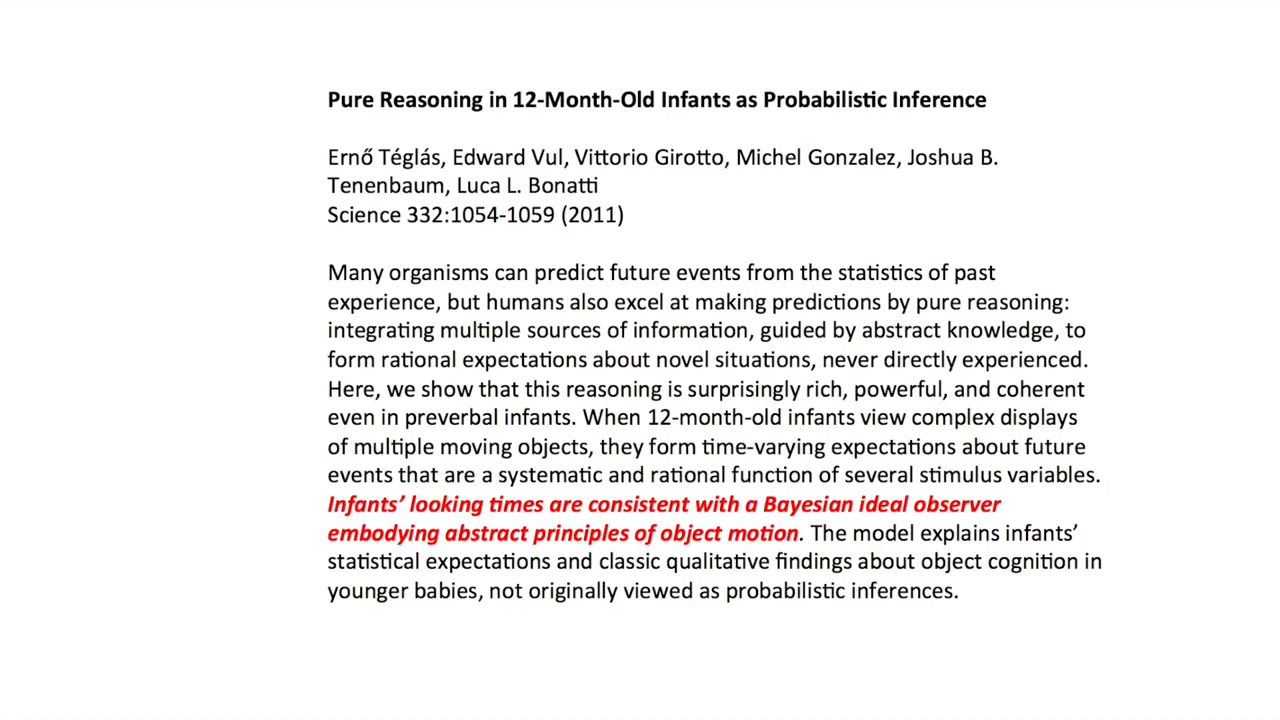 Pure Reasoning in 12-Month-Old Infants as Probabilistic Inference
Ernő Téglás, Edward Vul, Vittorio Girotto, Michel Gonzalez, Joshua B.
Tenenbaum, Luca L. Bonatti
Science 332:1054-1059 (2011)
Many organisms can predict future events from the statistics of past
experience, but humans also excel at making predictions by pure reasoning:
integrating multiple sources of information, guided by abstract knowledge, to
form rational expectations about novel situations, never directly experienced.
Here, we show that this reasoning is surprisingly rich, powerful, and coherent
even in preverbal infants. When 12-month-old infants view complex displays
of multiple moving objects, they form time-varying expectations about future
events that are a systematic and rational function of several stimulus variables.
Infants’ looking times are consistent with a Bayesian ideal observer
embodying abstract principles of object motion. The model explains infants’
statistical expectations and classic qualitative findings about object cognition in
younger babies, not originally viewed as probabilistic inferences.